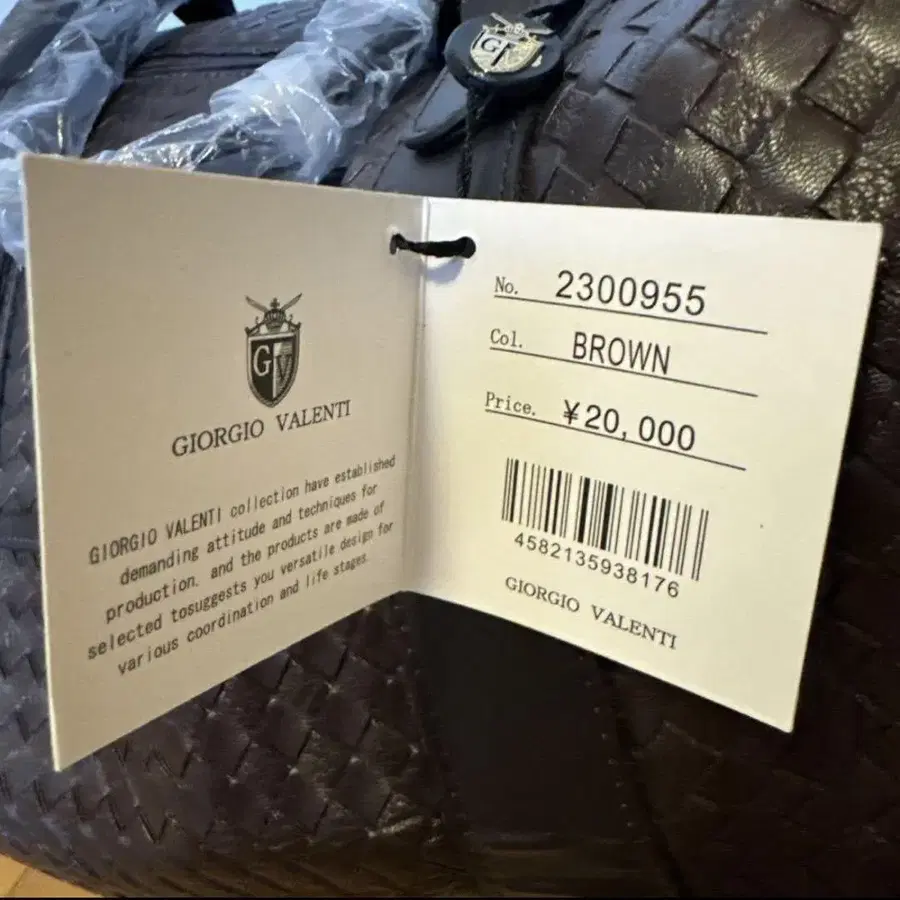 GV
GV
GIORGIO VALENTI
GIORGIO VALENTI collection have established
demanding attitude and techniques for
production. and the products are made of
selected tosuggests you versatile design for
various coordination and life stages.
No. 2300955
Col. BROWN
Price. ¥20,000
4582135938176
GIORGIO VALENTI